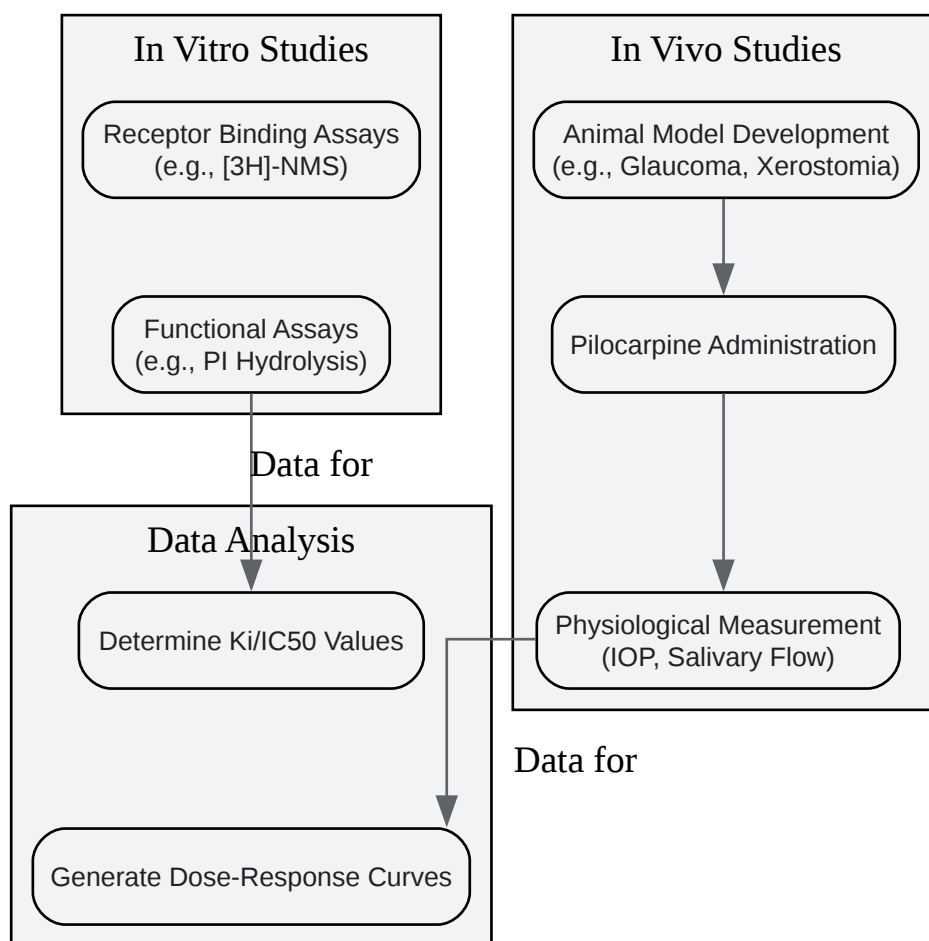 In Vitro Studies
Receptor Binding Assays
(e.g., [3H]-NMS)
Functional Assays
(e.g., PI Hydrolysis)
Data for
In Vivo Studies
Animal Model Development
(e.g., Glaucoma, Xerostomia)
Pilocarpine Administration
Physiological Measurement
(IOP, Salivary Flow)
Data for
Data Analysis
Determine Ki/IC50 Values
Generate Dose-Response Curves